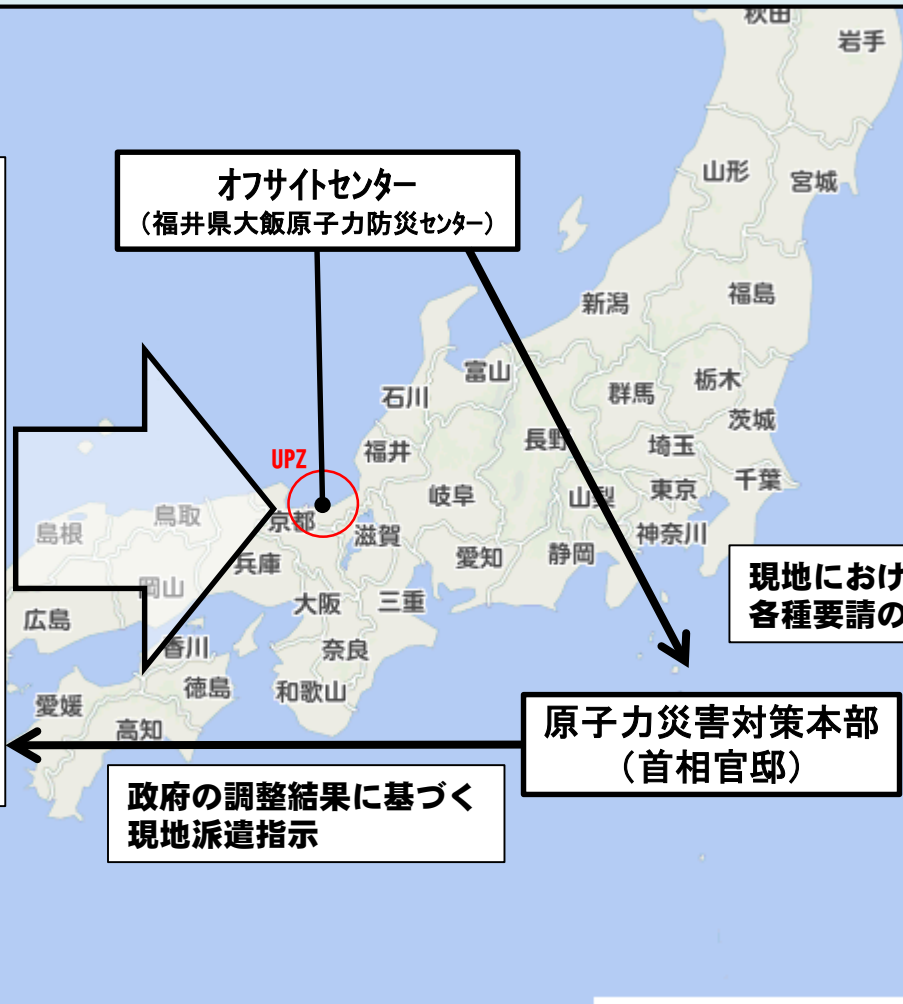 秋田
岩手
山形
宮城
オフサイトセンター
（福井県大飯原子力防災センター）
新潟
福島
富山
石川
群馬
栃木
茨城
長野
福井
埼玉
UPZ
岐阜
山梨
東京
千葉
島根
鳥取
京都
滋賀
神奈川
兵庫
愛知
静岡
岡山
大阪
三重
広島
現地におけ
各種要請の
香川
奈良
徳島
和歌山
愛媛
高知
原子力災害対策本部
（首相官邸）
政府の調整結果に基づく
現地派遣指示